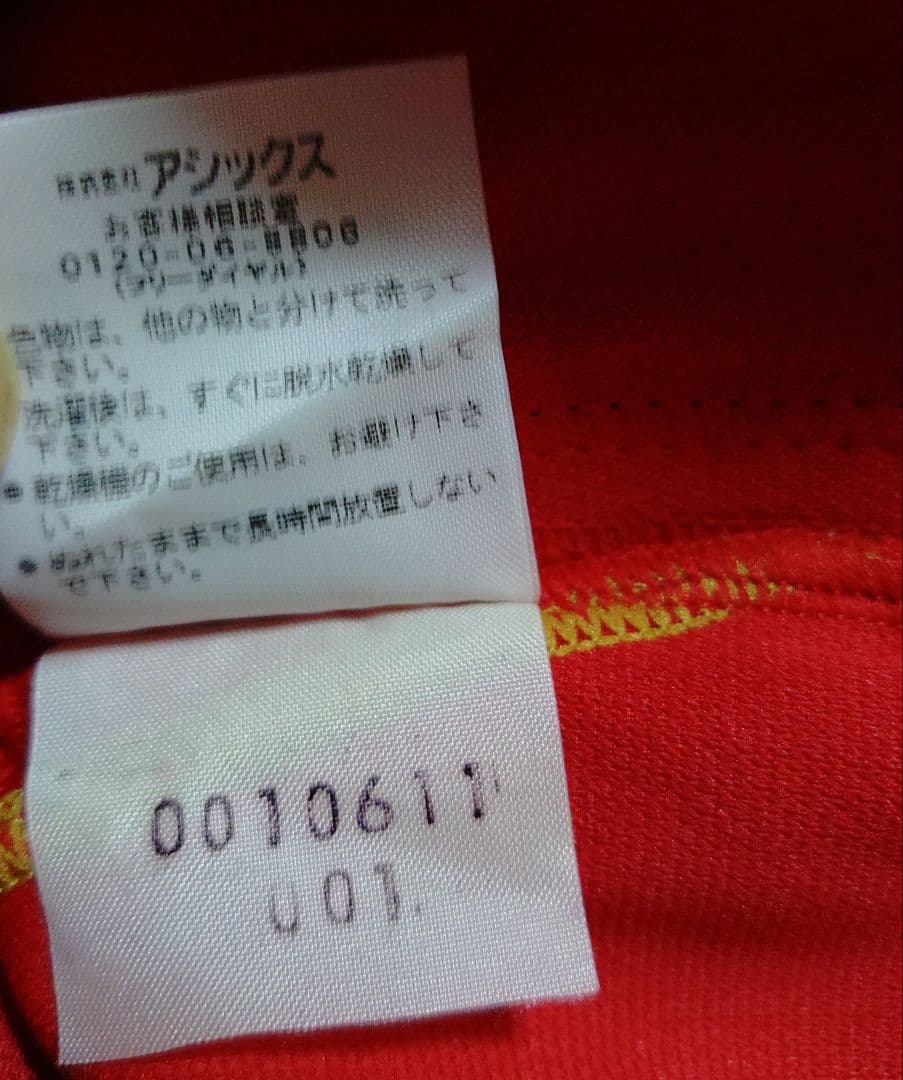 株式会社アシックス
お客様相談室
0120-06-8806
(フリーダイヤル)
色物は、他の物と分けて洗って
下さい。
洗濯後は、すぐに脱水乾燥して
下さい。
● 乾燥機のご使用は、お避け下さ
い。
● ぬれたままで長時間放置しない
で下さい。
0010611
001